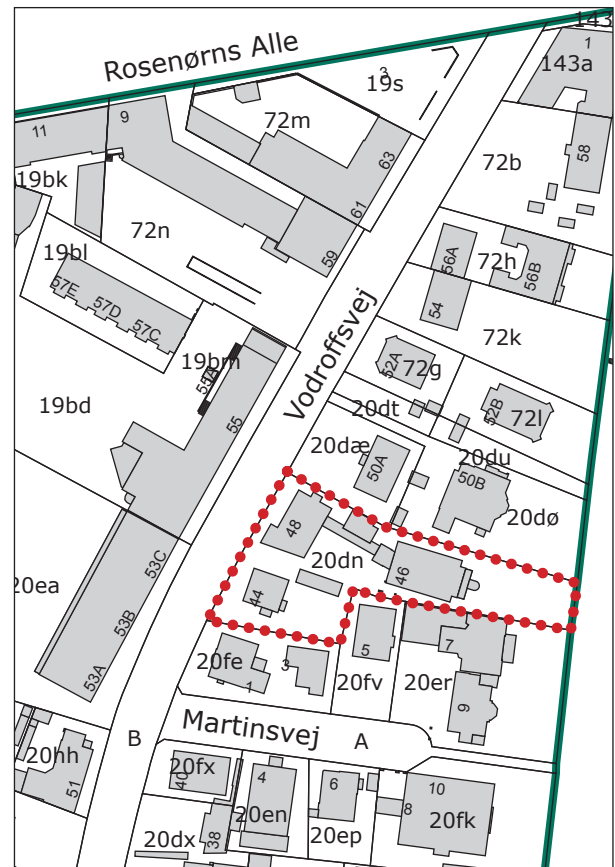 143
Rosenørns Alle
3
19s
1
143a
11
9
72m
63
58
72b
19bk
61
72n
59
56A
72h
56B
19bl
57E
57D
57C
54
72k
Vodroffsvej
19bm
52A
72g
19bd
20dt
52B
72l
55
20dæ
50A
20du
50B
20dø
48
20dn
46
53C
20ea
44
53B
5
7
20fe
3
53A
1
20fv
20er
9
Martinsvej
B
A
20hh
20fx
40
4
6
10
51
20en
8
20fk
38
20dx
20ep